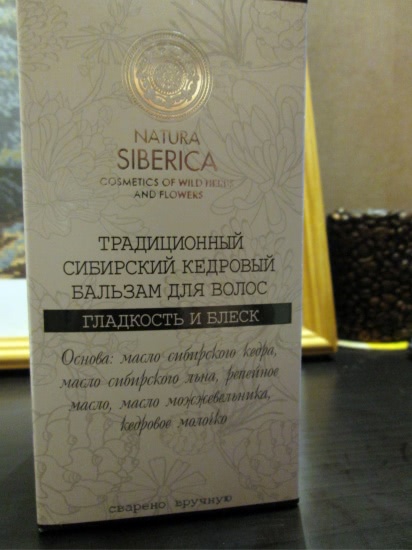 NATURA
SIBERICA
COSMETICS OF WILD HERBS
AND FLOWERS
ТРАДИЦИОННЫЙ
СИБИРСКИЙ КЕДРОВЫЙ
БАЛЬЗАМ ДЛЯ ВОЛОС
ГЛАДКОСТЬ И БЛЕСК
Основа: масло сибирского кедра,
масло сибирского льна, репейное
масло, масло можжевельника,
кедровое молочко
сварено вручную